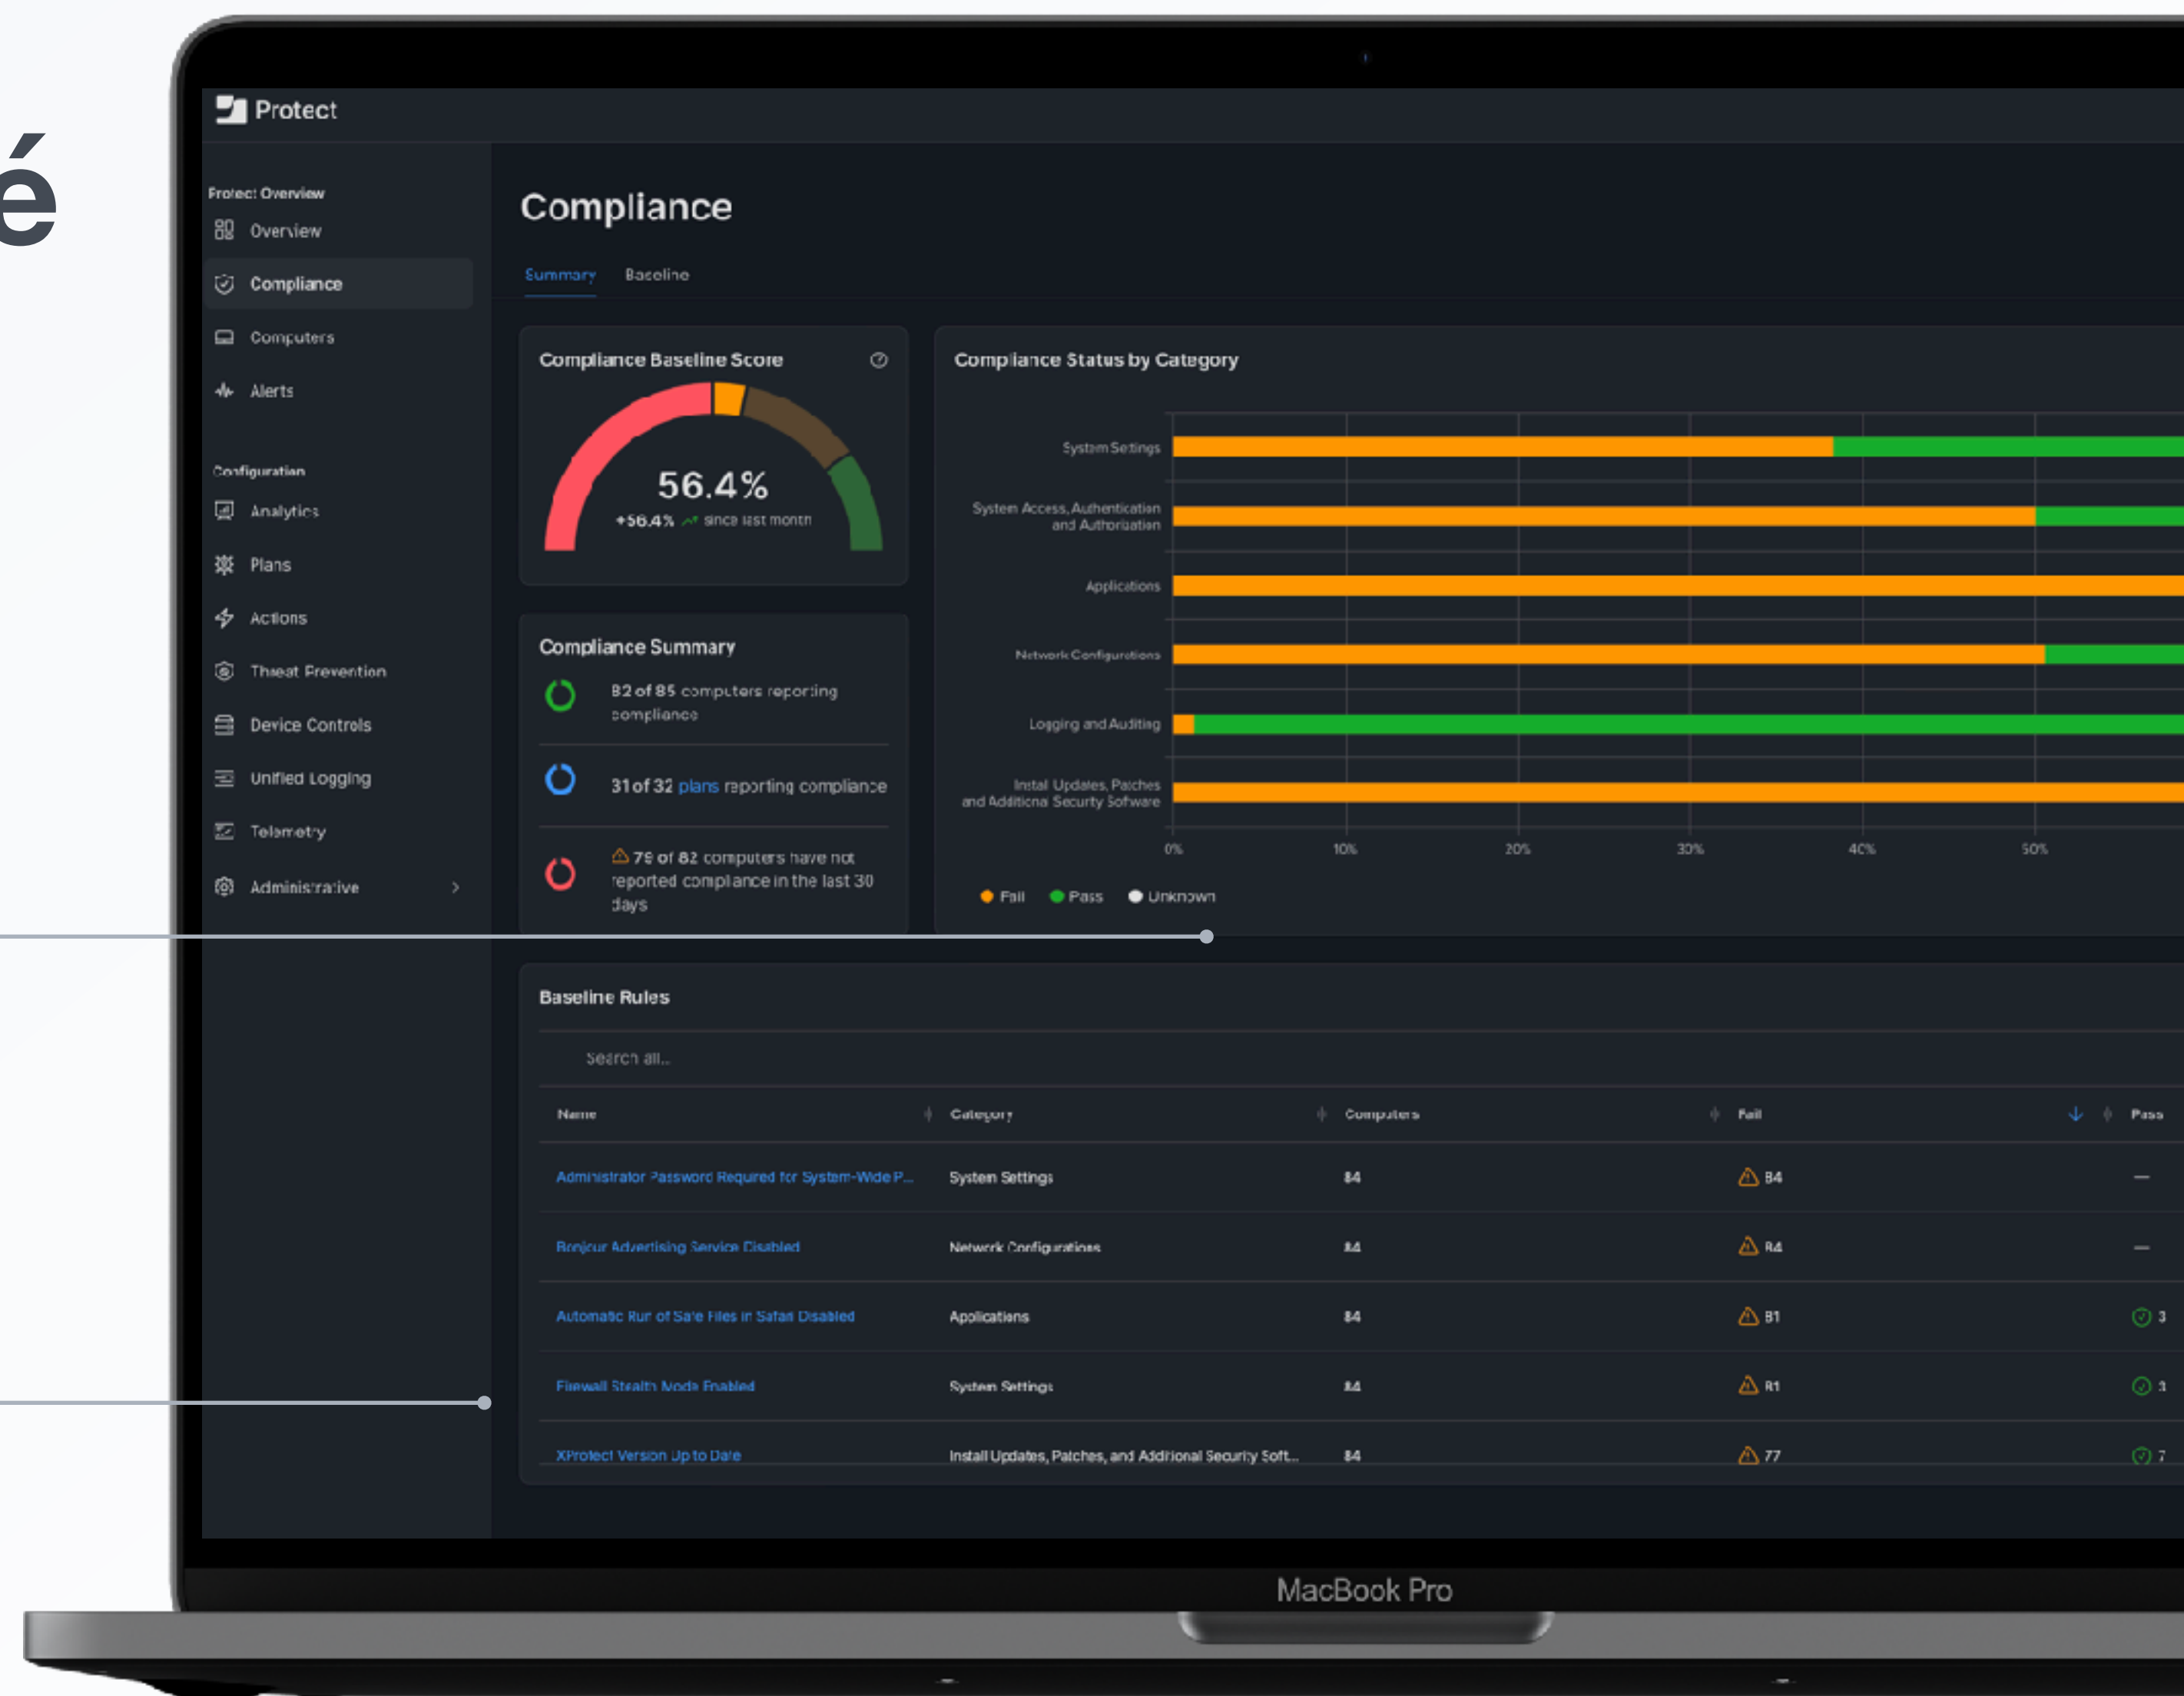 é
Protect
Protect Overview
Overview
Compliance
Computers
Alerts
Configuration
Analytics
Plans
Actions
Threat Prevention
Device Controls
Unified Logging
Telemetry
Administrative
Compliance
Summary Baseline
Compliance Baseline Score
56.4%
+56.4% since last month
Compliance Summary
82 of 85 computers reporting
compliance
31 of 32 plans reporting compliance
79 of 82 computers have not
reported compliance in the last 30
days
Compliance Status by Category
System Settings
System Access, Authentication
and Authorization
Applications
Network Configurations
Logging and Auditing
Install Updates, Patches
and Additional Security Software
0% 10% 20% 30% 40% 50%
Fail Pass Unknown
Baseline Rules
Search all...
Name Category Computers Fail Pass
Administrator Password Required for System-Wide P... System Settings 84 84 —
Bonjour Advertising Service Disabled Network Configurations 84 84 —
Automatic Run of Safe Files in Safari Disabled Applications 84 81 3
Firewall Stealth Mode Enabled System Settings 84 81 3
XProtect Version Up to Date Install Updates, Patches, and Additional Security Soft... 84 77 7
MacBook Pro